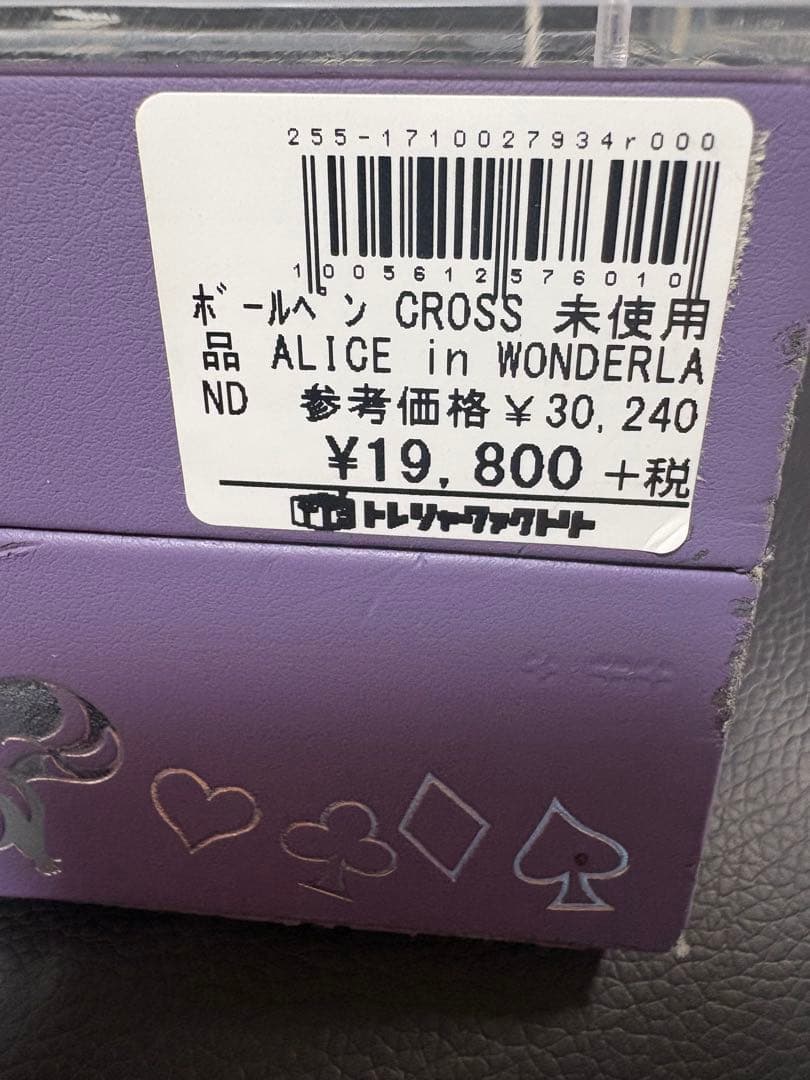 255-1710027934r000
1005612576010
ﾎﾞｰﾙﾍﾟﾝ CROSS 未使用
品 ALICE in WONDERLA
ND 参考価格￥30,240
¥19,800 +税
トレジャーファクトリー